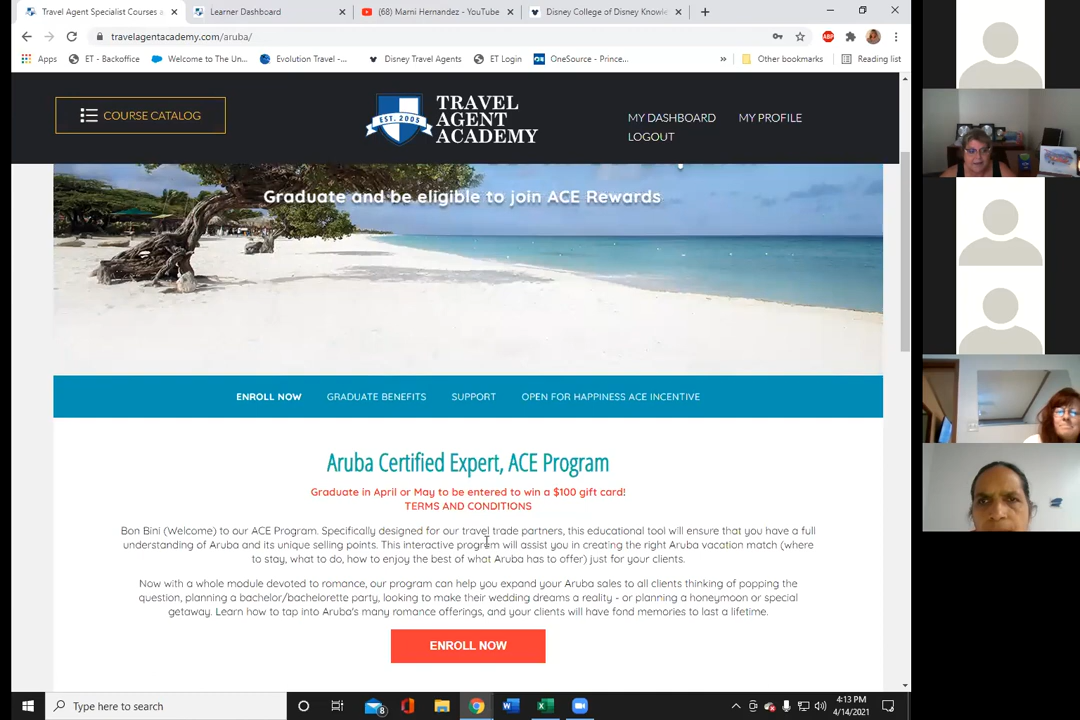 Travel Agent Specialist Courses
Learner Dashboard
(68) Marni Hernandez - YouTube
Disney College of Disney Knowle
travelagentacademy.com/aruba/
ABP
Apps
ET - Backoffice
Welcome to The Un...
Evolution Travel -...
Disney Travel Agents
ET Login
OneSource - Prince...
»
Other bookmarks
Reading list
COURSE CATALOG
EST. 2005
TRAVEL
AGENT
ACADEMY
MY DASHBOARD
MY PROFILE
LOGOUT
Graduate and be eligible to join ACE Rewards
ENROLL NOW
GRADUATE BENEFITS
SUPPORT
OPEN FOR HAPPINESS ACE INCENTIVE
Aruba Certified Expert, ACE Program
Graduate in April or May to be entered to win a $100 gift card!
TERMS AND CONDITIONS
Bon Bini (Welcome) to our ACE Program. Specifically designed for our travel trade partners, this educational tool will ensure that you have a full
understanding of Aruba and its unique selling points. This interactive program will assist you in creating the right Aruba vacation match (where
to stay, what to do, how to enjoy the best of what Aruba has to offer) just for your clients.
Now with a whole module devoted to romance, our program can help you expand your Aruba sales to all clients thinking of popping the
question, planning a bachelor/bachelorette party, looking to make their wedding dreams a reality - or planning a honeymoon or special
getaway. Learn how to tap into Aruba's many romance offerings, and your clients will have fond memories to last a lifetime.
ENROLL NOW
Type here to search
8
4:13 PM
4/14/2021